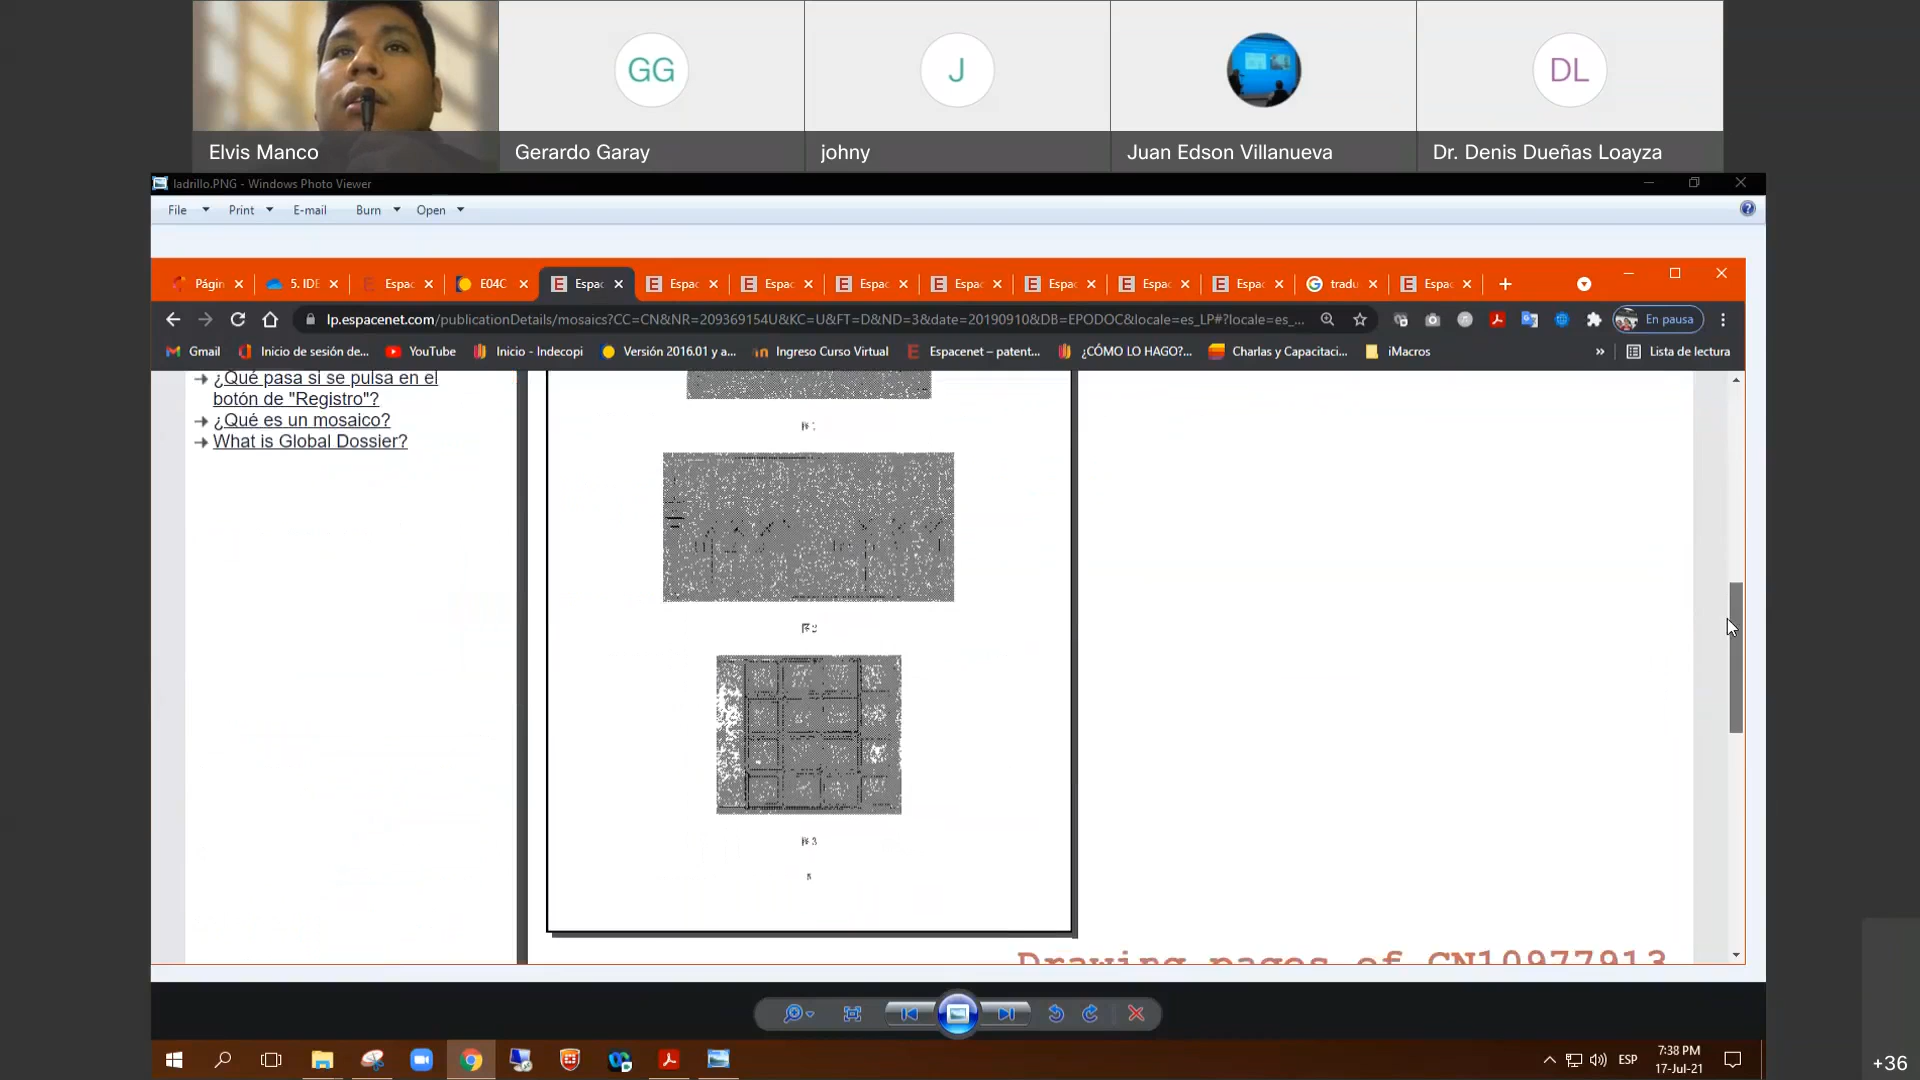 GG
J
DL
Elvis Manco
Gerardo Garay
johny
Juan Edson Villanueva
Dr. Denis Dueñas Loayza
ladrillo.PNG - Windows Photo Viewer
File
Print
E-mail
Burn
Open
Págin
5. IDE
Espac
E04C
Espac
Espac
Espac
Espac
Espac
Espac
Espac
Espac
tradu
Espac
lp.espacenet.com/publicationDetails/mosaics?CC=CN&NR=209369154U&KC=U&FT=D&ND=3&date=20190910&DB=EPODOC&locale=es_LP#?locale=es_...
En pausa
Gmail
Inicio de sesión de...
YouTube
Inicio - Indecopi
Versión 2016.01 y a...
Ingreso Curso Virtual
Espacenet – patent...
¿CÓMO LO HAGO?...
Charlas y Capacitaci...
iMacros
»
Lista de lectura
¿Qué pasa si se pulsa en el
botón de "Registro"?
¿Qué es un mosaico?
What is Global Dossier?
Drawing pages of CN10977913
ESP
7:38 PM
17-Jul-21
+36